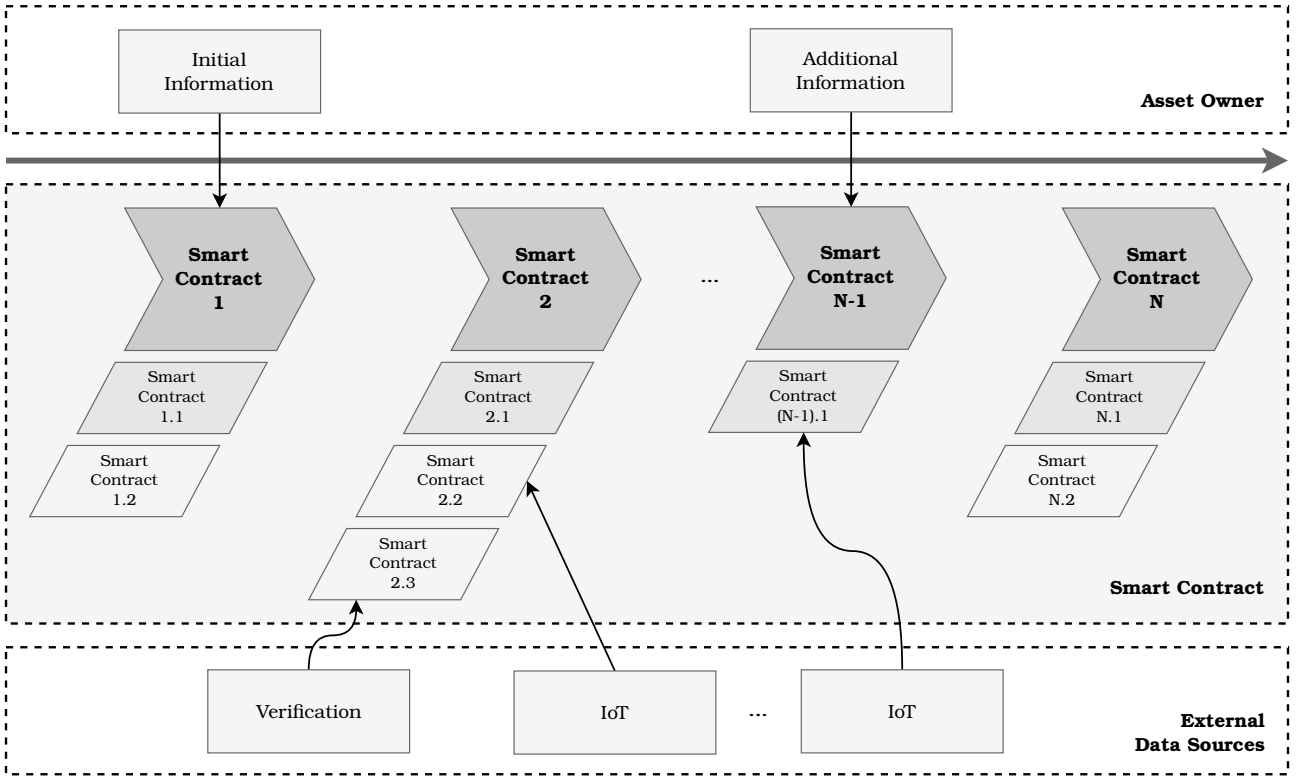 Initial
Information
Additional
Information
Asset Owner
Smart
Contract
1
Smart
Contract
2
...
Smart
Contract
N-1
Smart
Contract
N
Smart
Contract
1.1
Smart
Contract
2.1
Smart
Contract
(N-1).1
Smart
Contract
N.1
Smart
Contract
1.2
Smart
Contract
2.2
Smart
Contract
N.2
Smart
Contract
2.3
Smart Contract
Verification
IoT
...
IoT
External
Data Sources